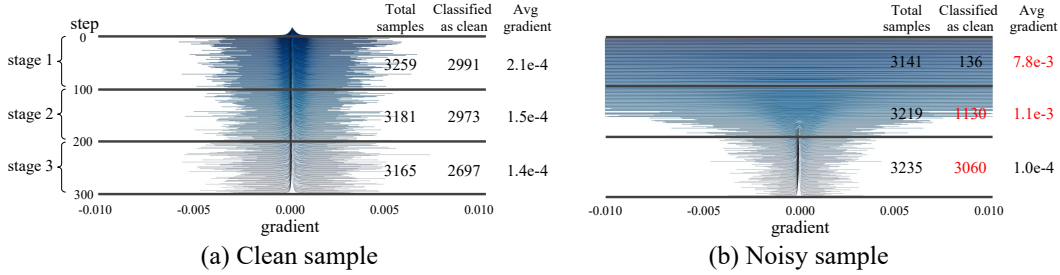 step
Total samples Classified as clean Avg gradient
0
stage 1 3259 2991 2.1e-4
100
stage 2 3181 2973 1.5e-4
200
stage 3 3165 2697 1.4e-4
300
-0.010 -0.005 0.000 0.005 0.010
gradient
(a) Clean sample
Total samples Classified as clean Avg gradient
3141 136 7.8e-3
3219 1130 1.1e-3
3235 3060 1.0e-4
-0.010 -0.005 0.000 0.005 0.010
gradient
(b) Noisy sample